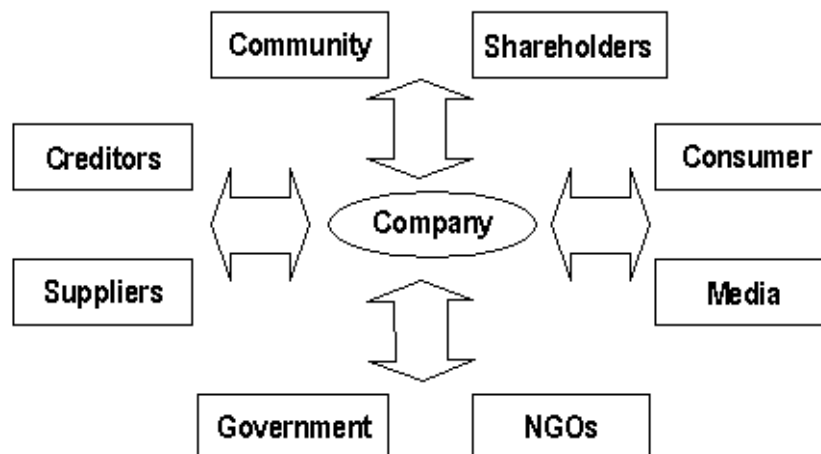 Community
Shareholders
Creditors
Consumer
Company
Suppliers
Media
Government
NGOs